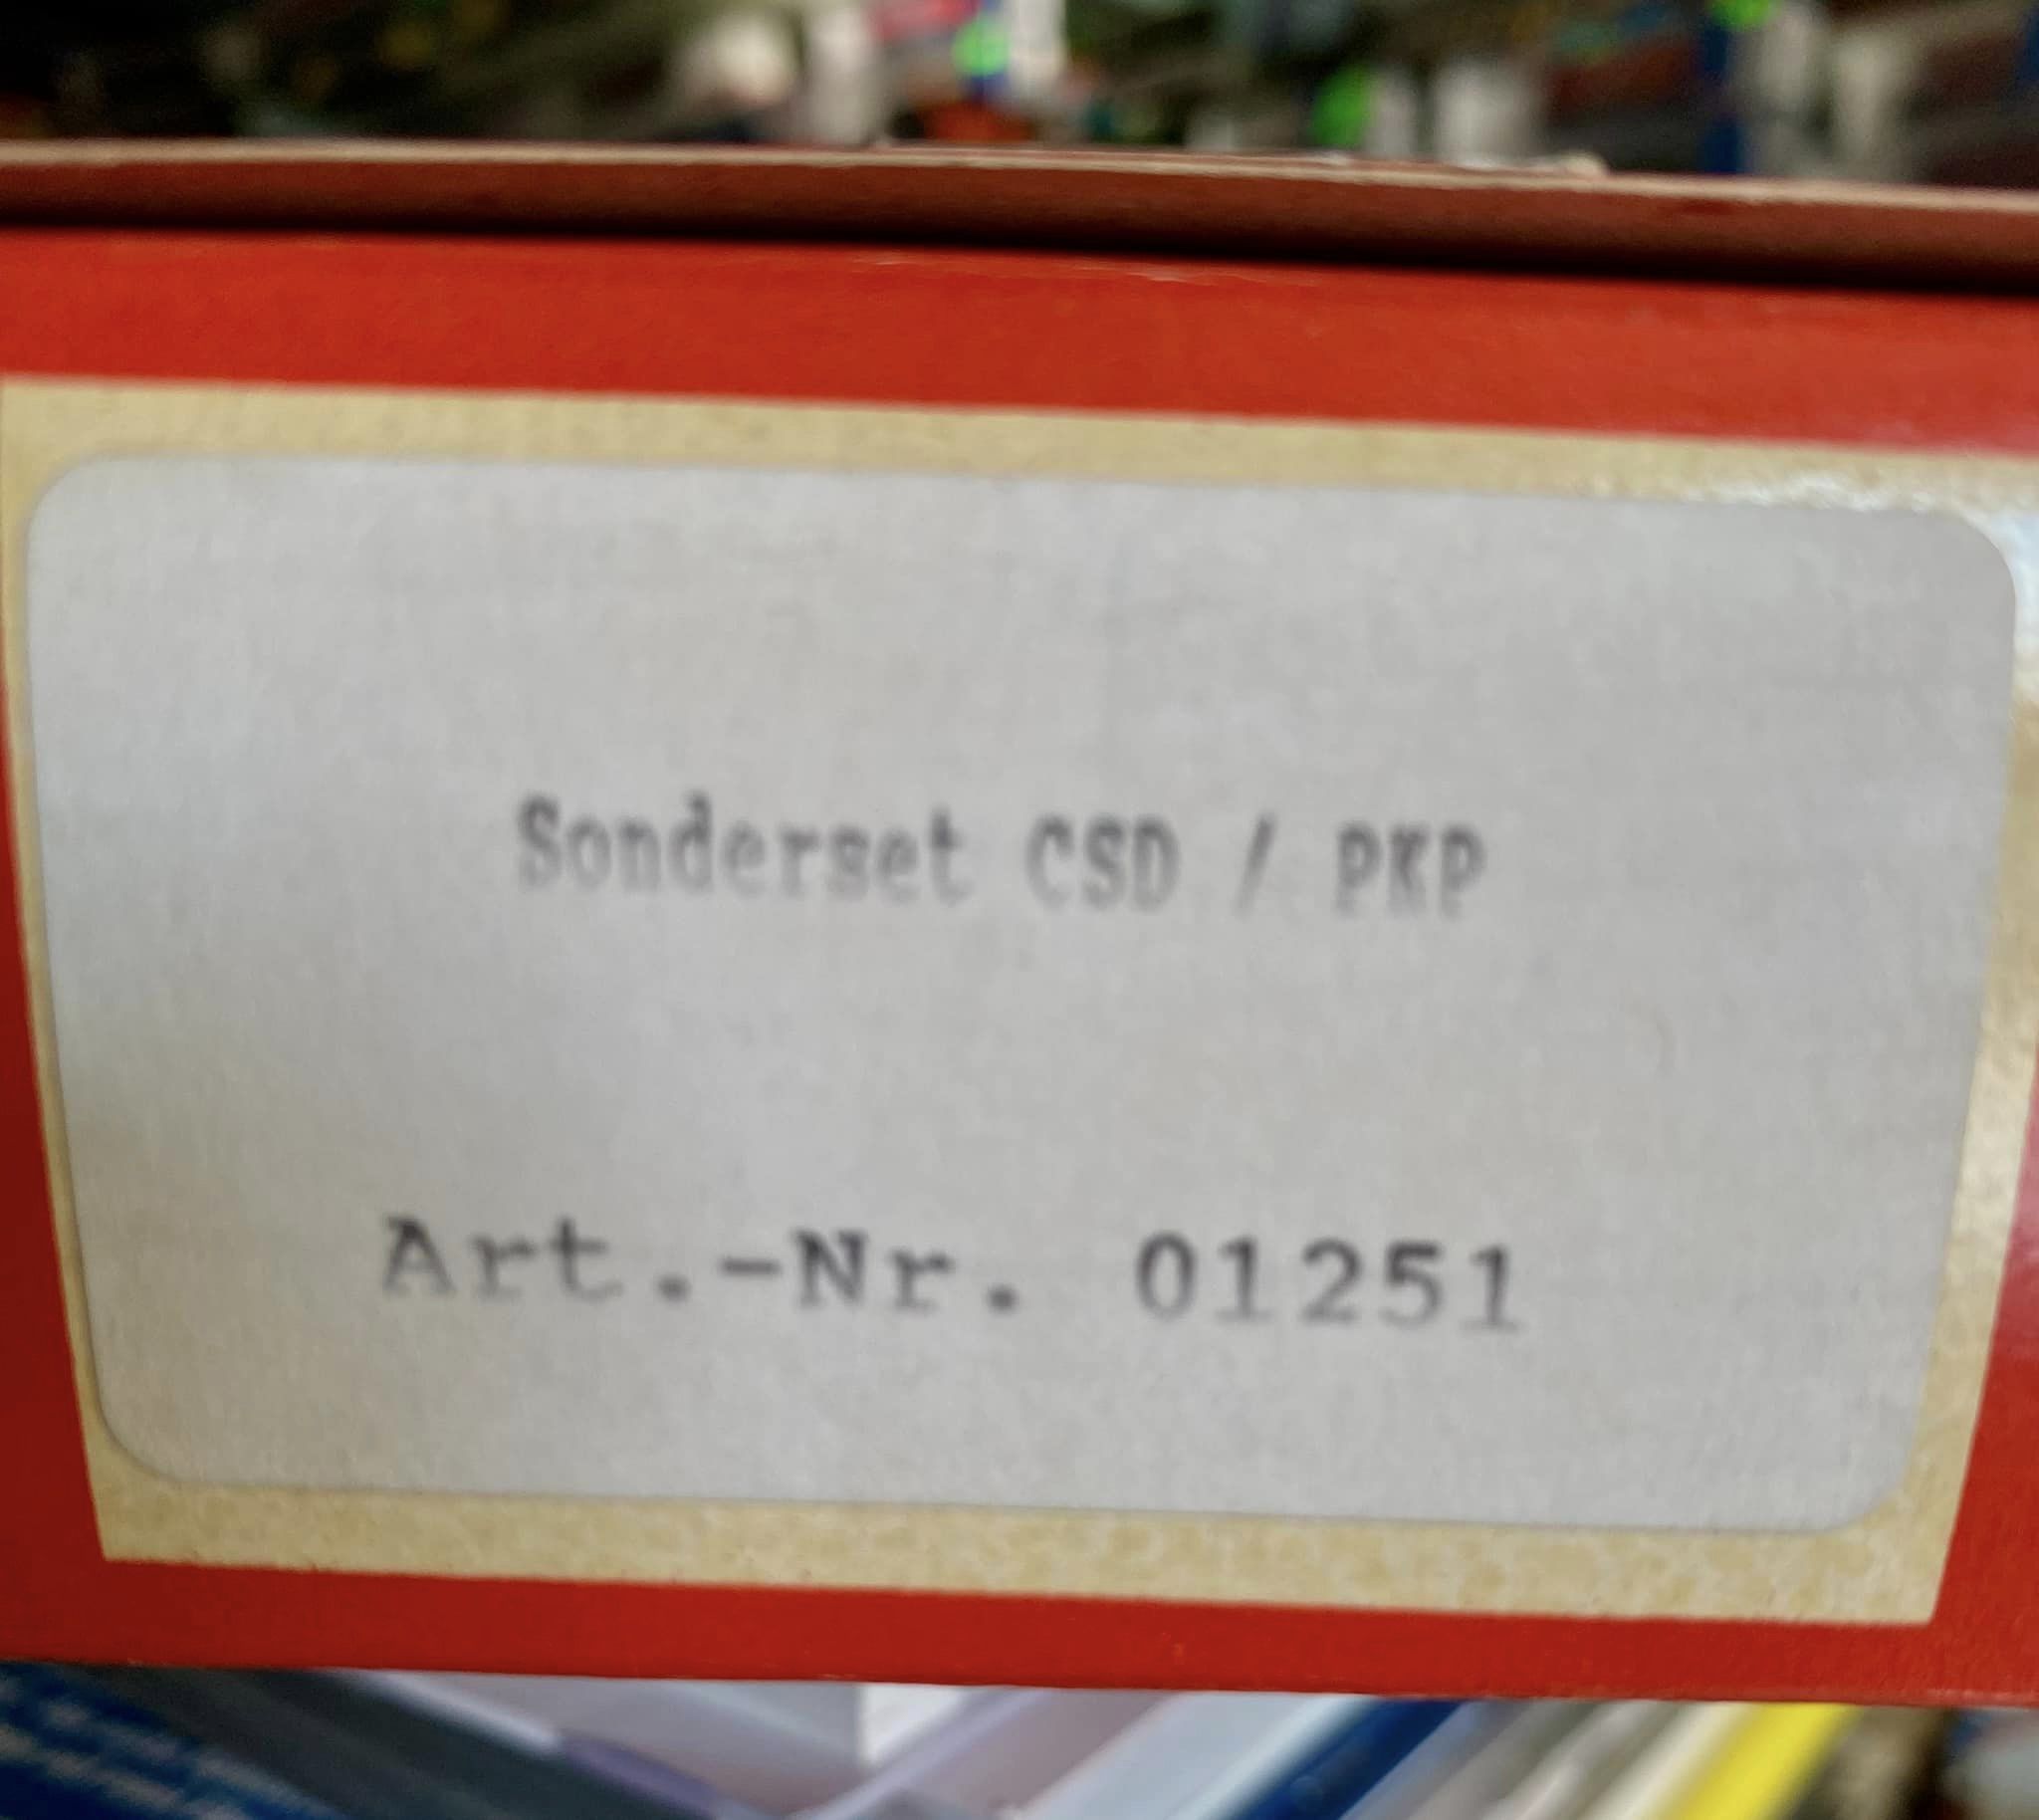 Sonderset CSD / PKP
Art.-Nr. 01251